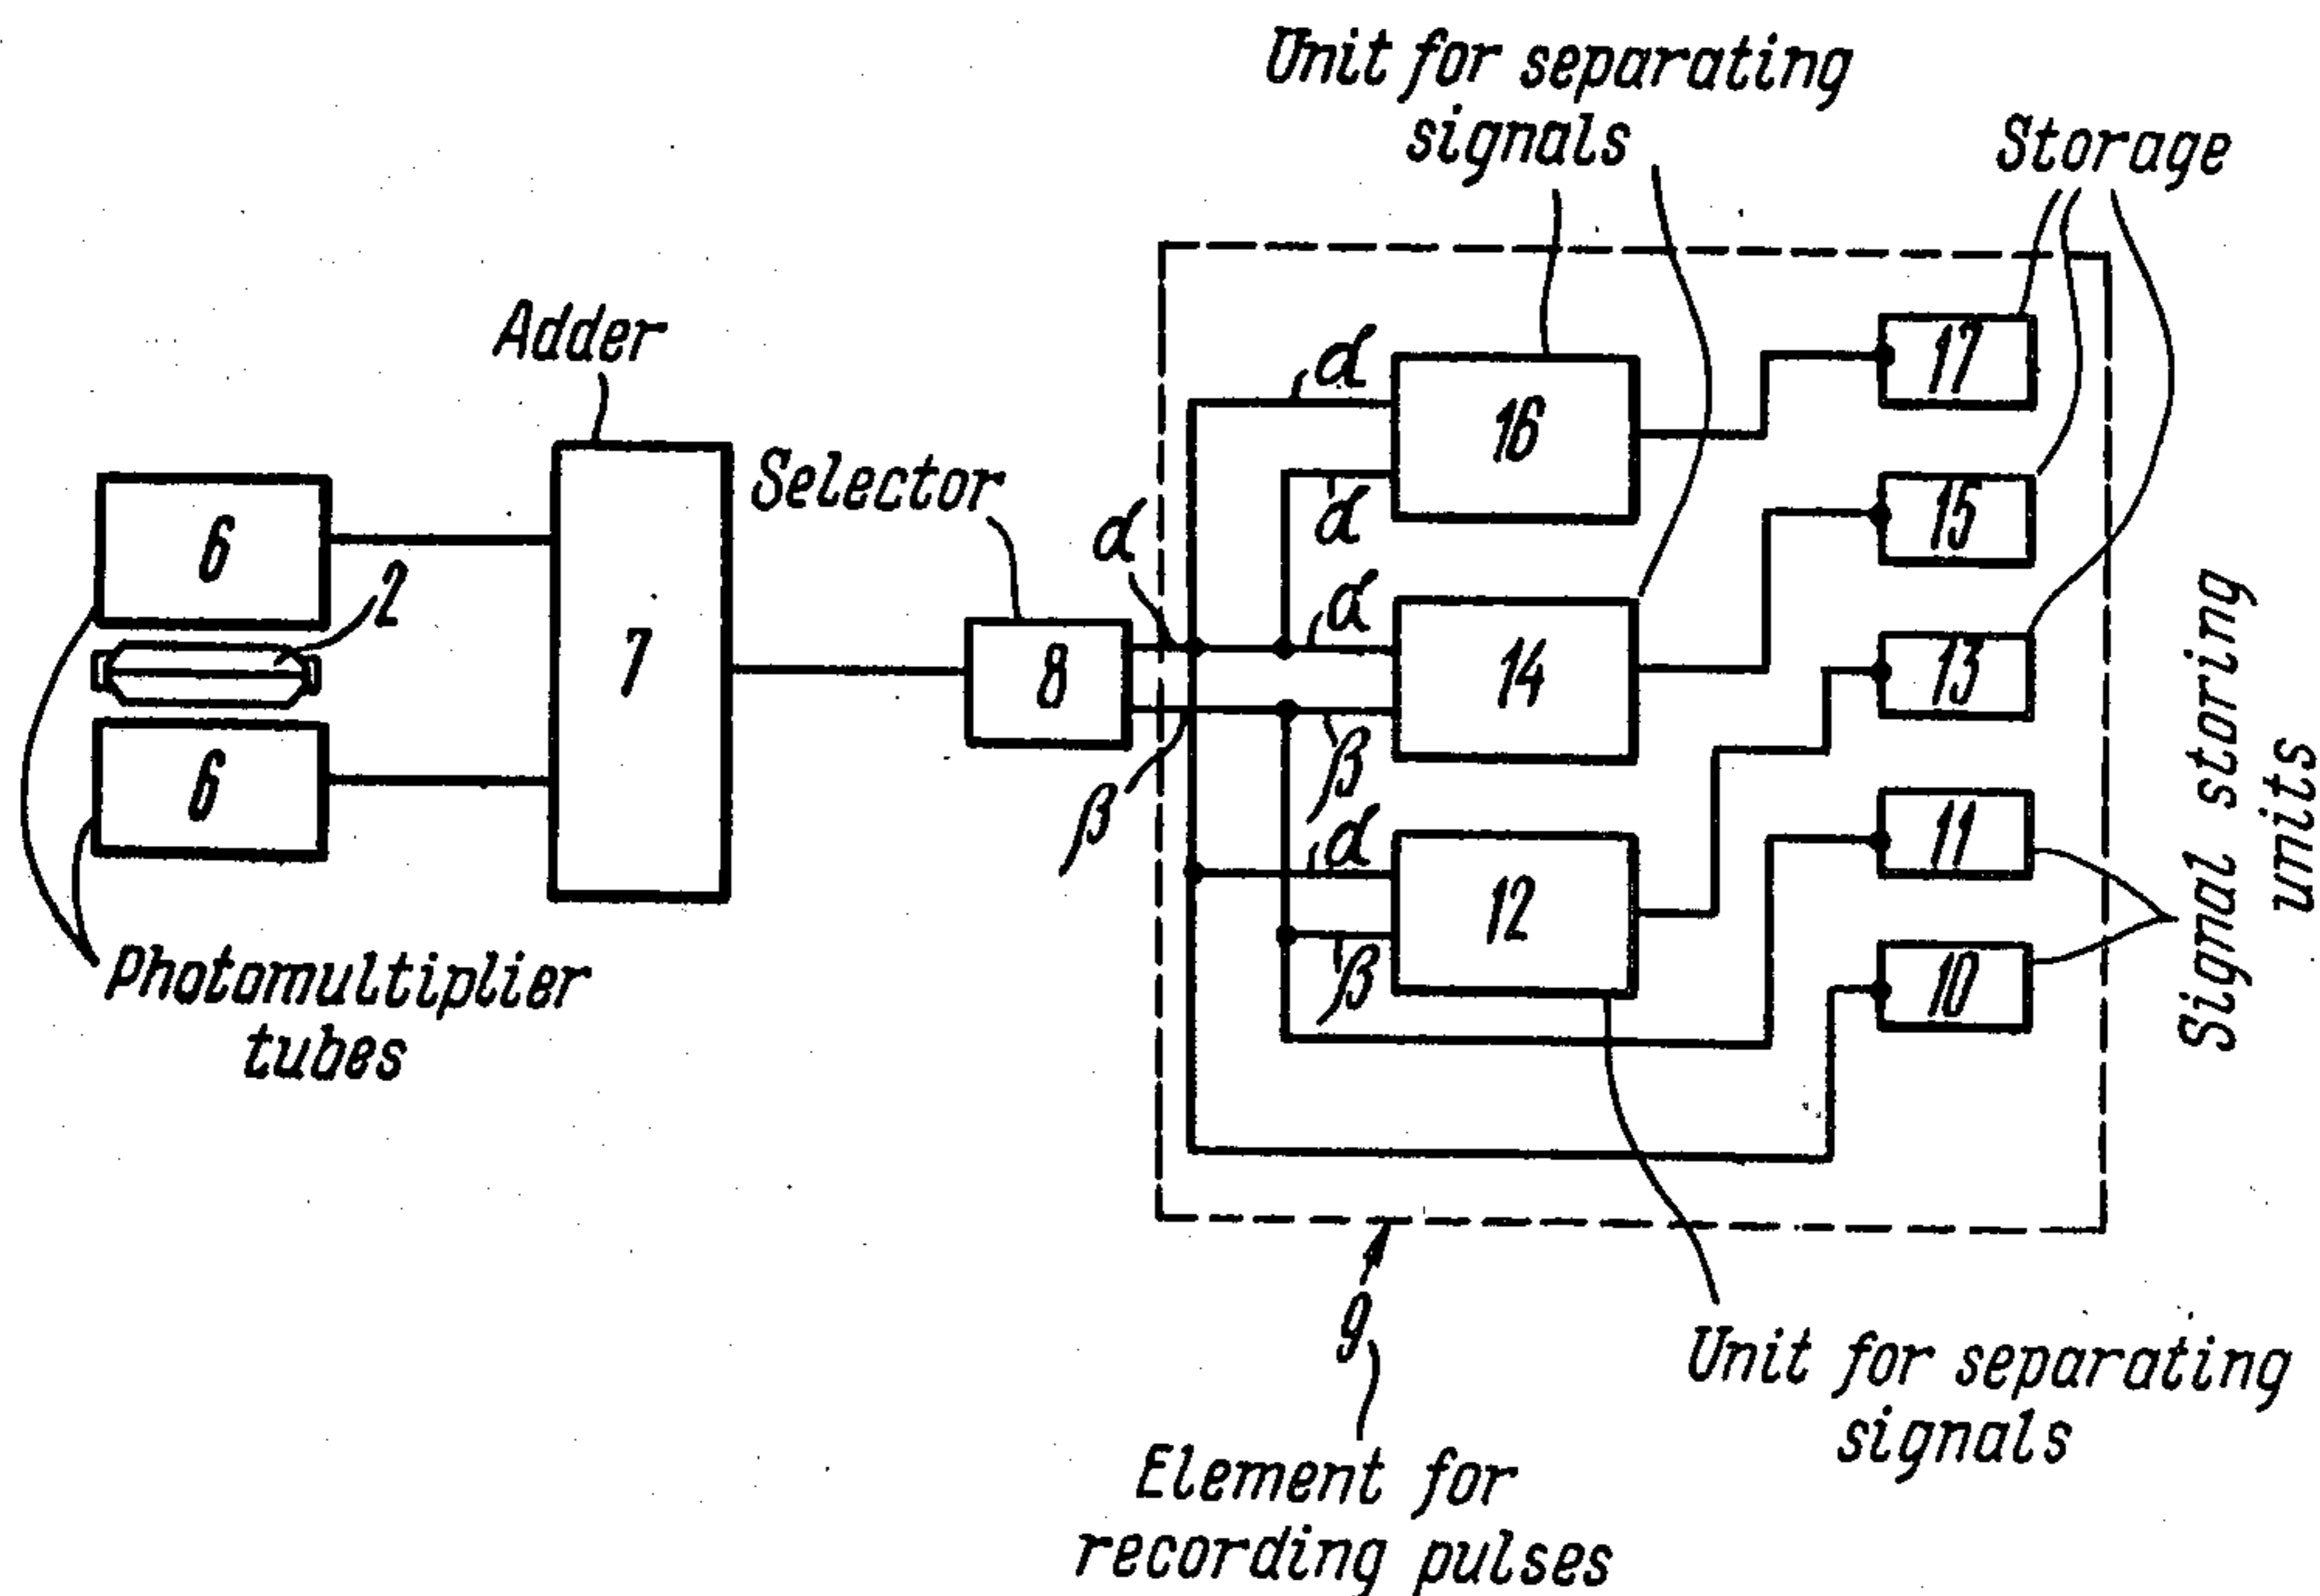 Unit for separating
signals
Storage
Adder
Selector
6
2
7
8
6
Photomultiplier
tubes
α
β
α
α
α
β
α
β
16
14
12
17
15
13
11
10
Signal storing
units
9
Unit for separating
signals
Element for
recording pulses